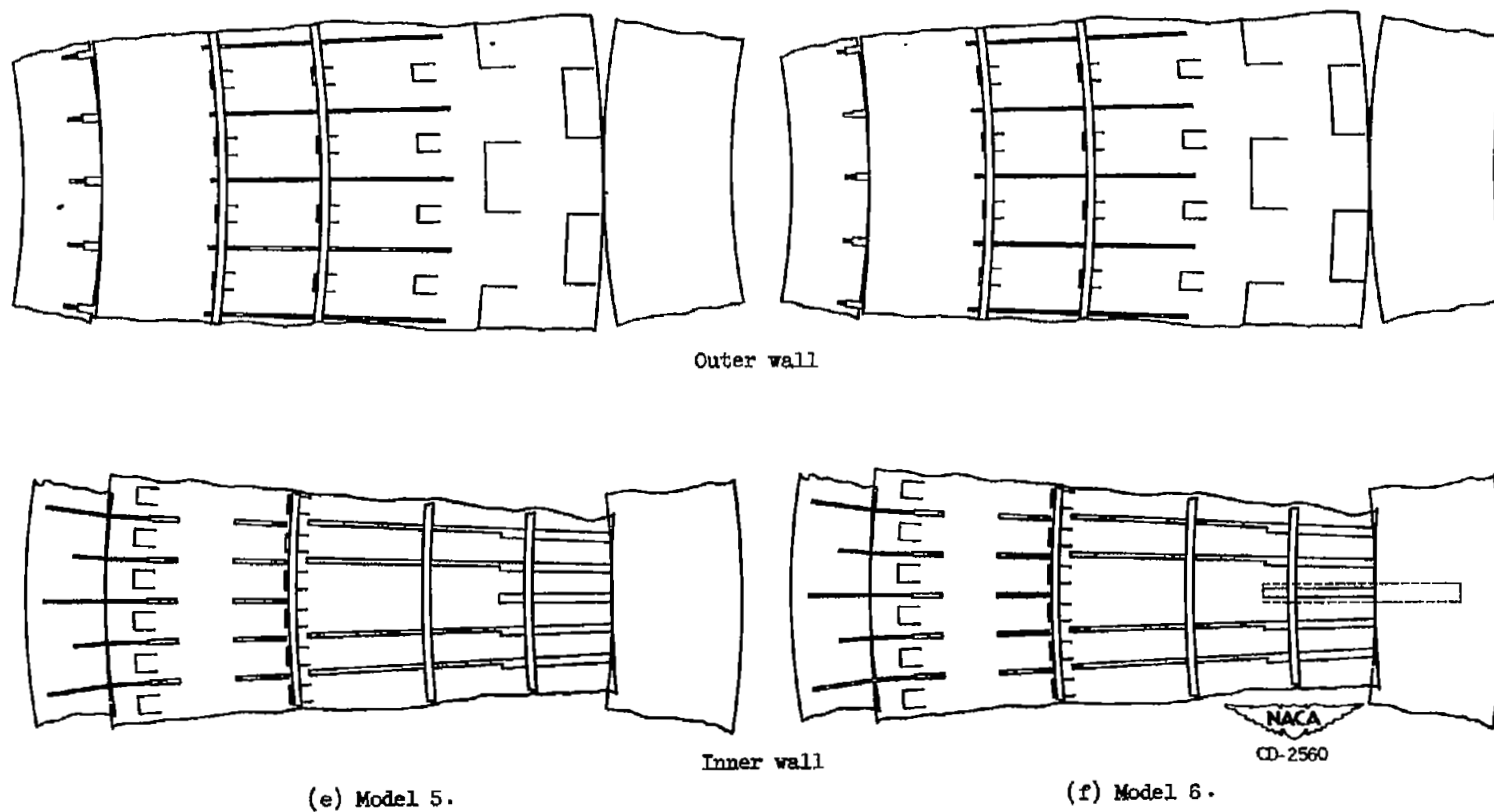 Outer wall
Inner wall
NACA
CD-2560
(e) Model 5.
(f) Model 6.